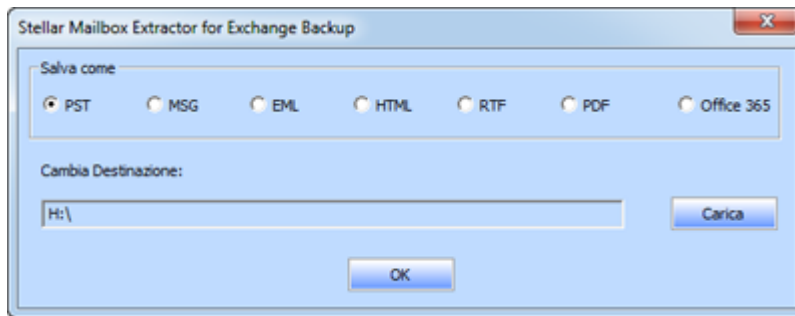 Stellar Mailbox Extractor for Exchange Backup
Salva come
PST MSG EML HTML RTF PDF Office 365
Cambia Destinazione:
H:\ Carica
OK